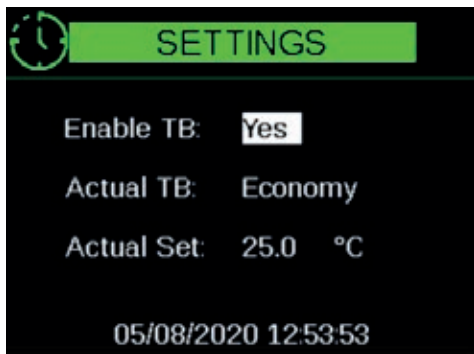 SETTINGS
Enable TB: Yes
Actual TB: Economy
Actual Set: 25.0 °C
05/08/2020 12:53:53